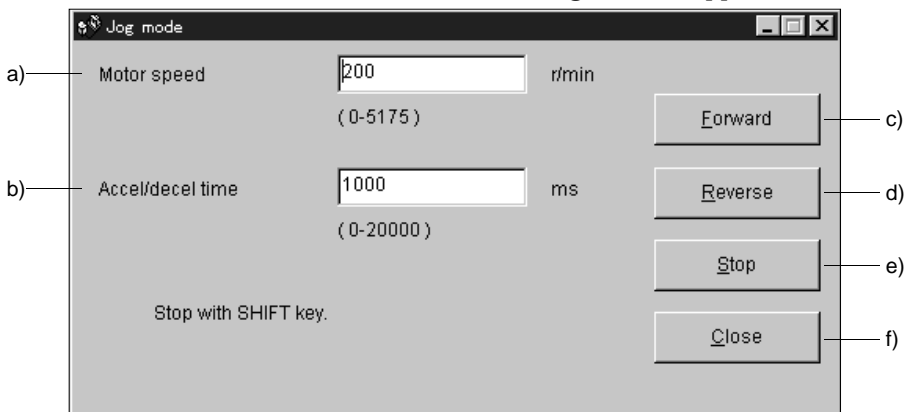 Jog mode
a) Motor speed 200 r/min
( 0-5175 )
Forward c)
b) Accel/decel time 1000 ms
Reverse d)
( 0-20000 )
Stop e)
Stop with SHIFT key.
Close f)